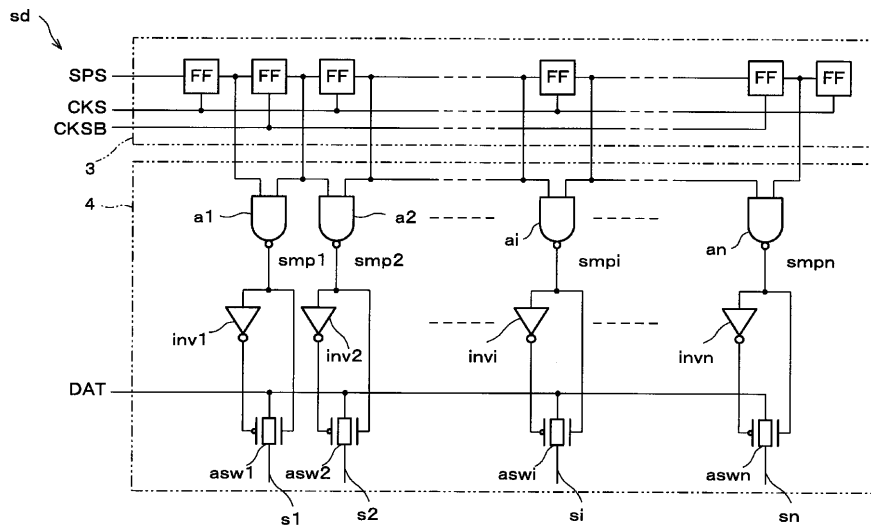 sd
SPS
FF FF FF FF FF FF
CKS
CKSB
3
4
a1 a2 ai an
smp1 smp2 smpi smpn
inv1 inv2 invi invn
DAT
asw1 asw2 aswi aswn
s1 s2 si sn